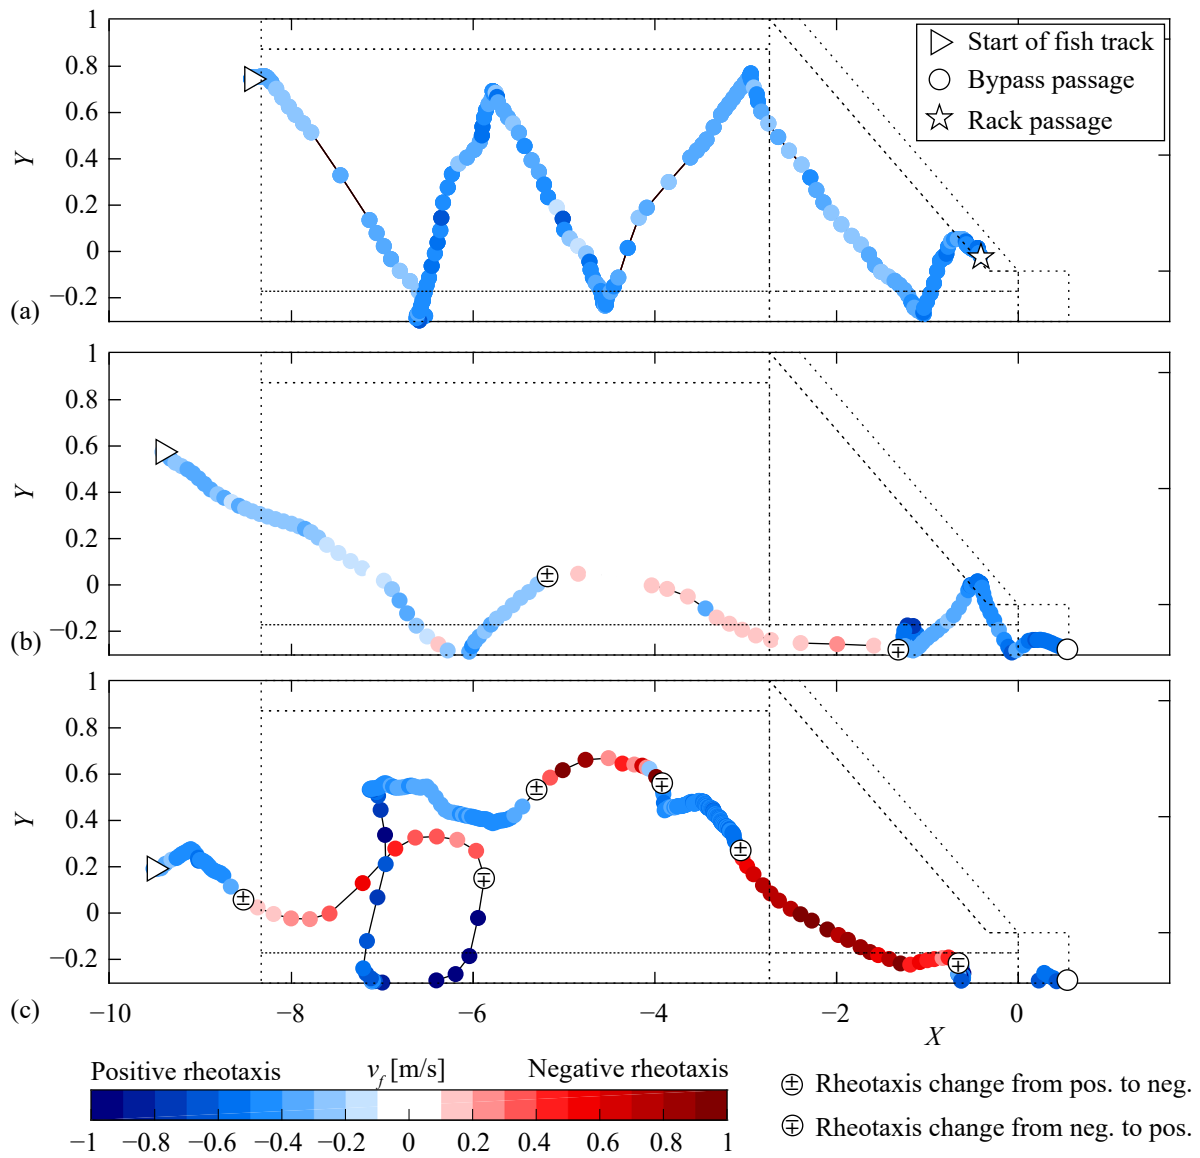 1
0.8
0.6
0.4
0.2
0
−0.2
Y
(a)
Start of fish track
Bypass passage
Rack passage
1
0.8
0.6
0.4
0.2
0
−0.2
Y
(b)
1
0.8
0.6
0.4
0.2
0
−0.2
Y
(c)
−10 −8 −6 −4 −2 0
X
Positive rheotaxis v_f [m/s] Negative rheotaxis
−1 −0.8 −0.6 −0.4 −0.2 0 0.2 0.4 0.6 0.8 1
± Rheotaxis change from pos. to neg.
∓ Rheotaxis change from neg. to pos.